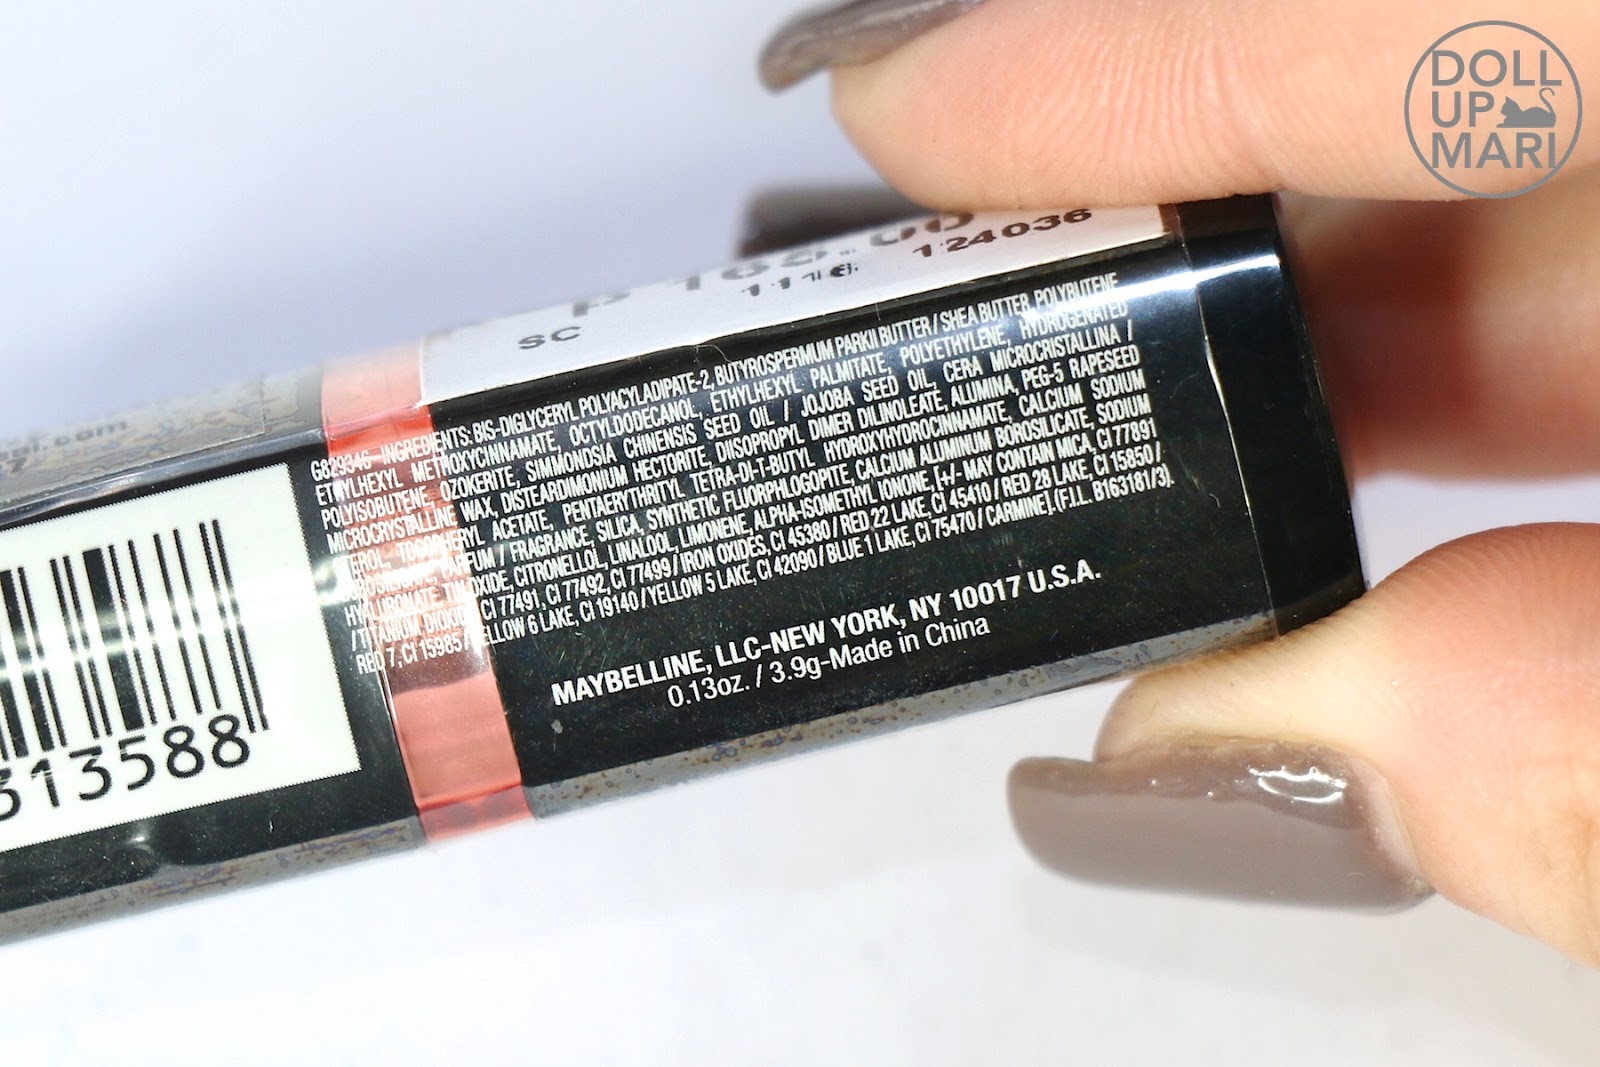 DOLL
UP
MARI
124036
SC
G829346 INGREDIENTS: BIS-DIGLYCERYL POLYACYLADIPATE-2, BUTYROSPERMUM PARKII BUTTER / SHEA BUTTER, POLYBUTENE
ETHYLHEXYL METHOXYCINNAMATE, OCTYLDODECANOL, ETHYLHEXYL PALMITATE, POLYETHYLENE, HYDROGENATED
POLYISOBUTENE, OZOKERITE, SIMMONDSIA CHINENSIS SEED OIL / JOJOBA SEED OIL, CERA MICROCRISTALLINA /
MICROCRYSTALLINE WAX, DISTEARDIMONIUM HECTORITE, DIISOPROPYL DIMER DILINOLEATE, ALUMINA, PEG-5 RAPESEED
STEROL, TOCOPHERYL ACETATE, PENTAERYTHRITYL TETRA-DI-T-BUTYL HYDROXYHYDROCINNAMATE, CALCIUM SODIUM
BOROSILICATE, PARFUM / FRAGRANCE, SILICA, SYNTHETIC FLUORPHLOGOPITE, CALCIUM ALUMINUM BOROSILICATE, SODIUM
HYALURONATE TIN OXIDE, CITRONELLOL, LINALOOL, LIMONENE, ALPHA-ISOMETHYL IONONE, [+/- MAY CONTAIN MICA, CI 77891
/ TITANIUM DIOXIDE, CI 77491, CI 77492, CI 77499 / IRON OXIDES, CI 45380 / RED 22 LAKE, CI 45410 / RED 28 LAKE, CI 15850 /
RED 7, CI 15985 / YELLOW 6 LAKE, CI 19140 / YELLOW 5 LAKE, CI 42090 / BLUE 1 LAKE, CI 75470 / CARMINE]. (F.I.L. B163181V/3).
MAYBELLINE, LLC-NEW YORK, NY 10017 U.S.A.
0.13oz. / 3.9g-Made in China
313588